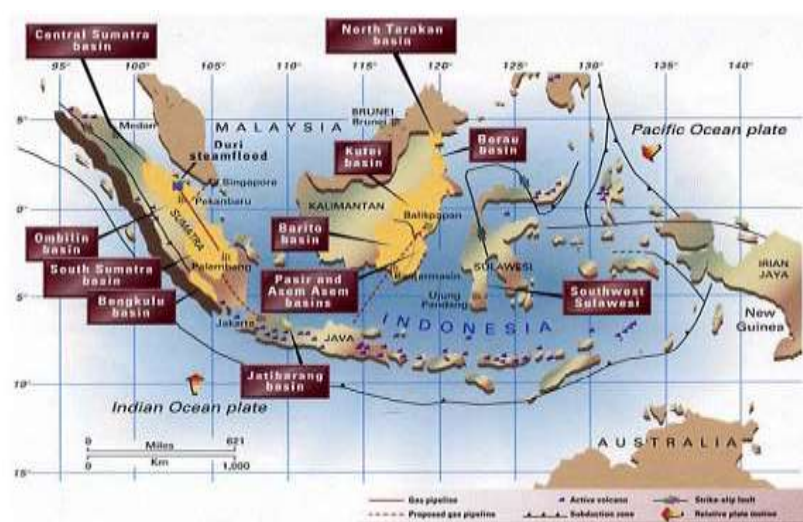 Central Sumatra
basin
North Tarakan
basin
95°
100°
105°
110°
115°
120°
125°
130°
135°
140°
5°
0°
5°
10°
15°
BRUNEI
Brunei
Medan
MALAYSIA
Duri
steamflood
Kutei
basin
Berau
basin
Pacific Ocean plate
Singapore
Pekanbaru
KALIMANTAN
Balikpapan
SUMATRA
Ombilin
basin
Barito
basin
South Sumatra
basin
Palembang
Pasir and
Asem Asem
basins
Banjarmasin
SULAWESI
Southwest
Sulawesi
IRIAN
JAYA
Bengkulu
basin
Ujung
Pandang
New
Guinea
Jakarta
JAVA
INDONESIA
Jatibarang
basin
Indian Ocean plate
AUSTRALIA
0 Miles 621
0 Km 1,000
Gas pipeline
Active volcano
Strike-slip fault
Proposed gas pipeline
Subduction zone
Relative plate motion